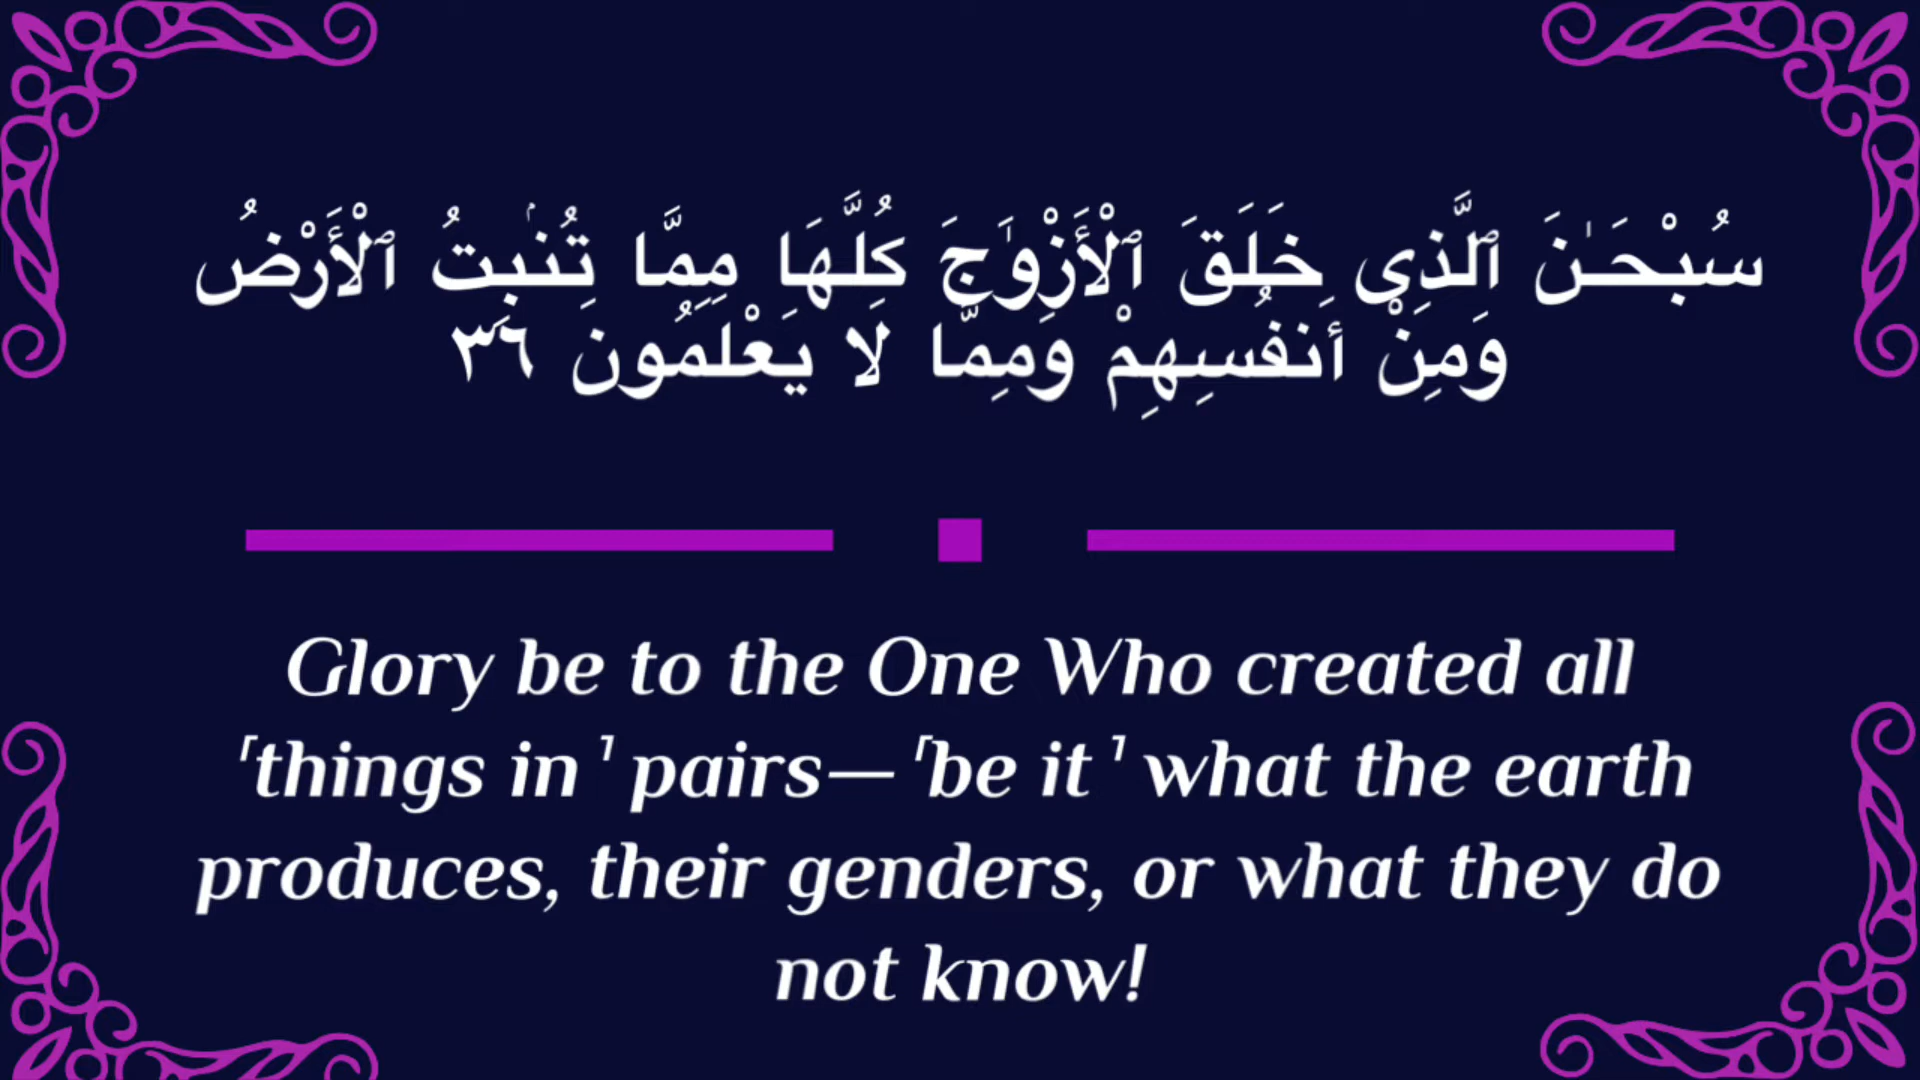 سُبْحَـٰنَ ٱلَّذِى خَلَقَ ٱلْأَزْوَٰجَ كُلَّهَا مِمَّا تُنۢبِتُ ٱلْأَرْضُ
وَمِنْ أَنفُسِهِمْ وَمِمَّا لَا يَعْلَمُونَ ٣٦
Glory be to the One Who created all
˹things in˺ pairs—˹be it˺ what the earth
produces, their genders, or what they do
not know!